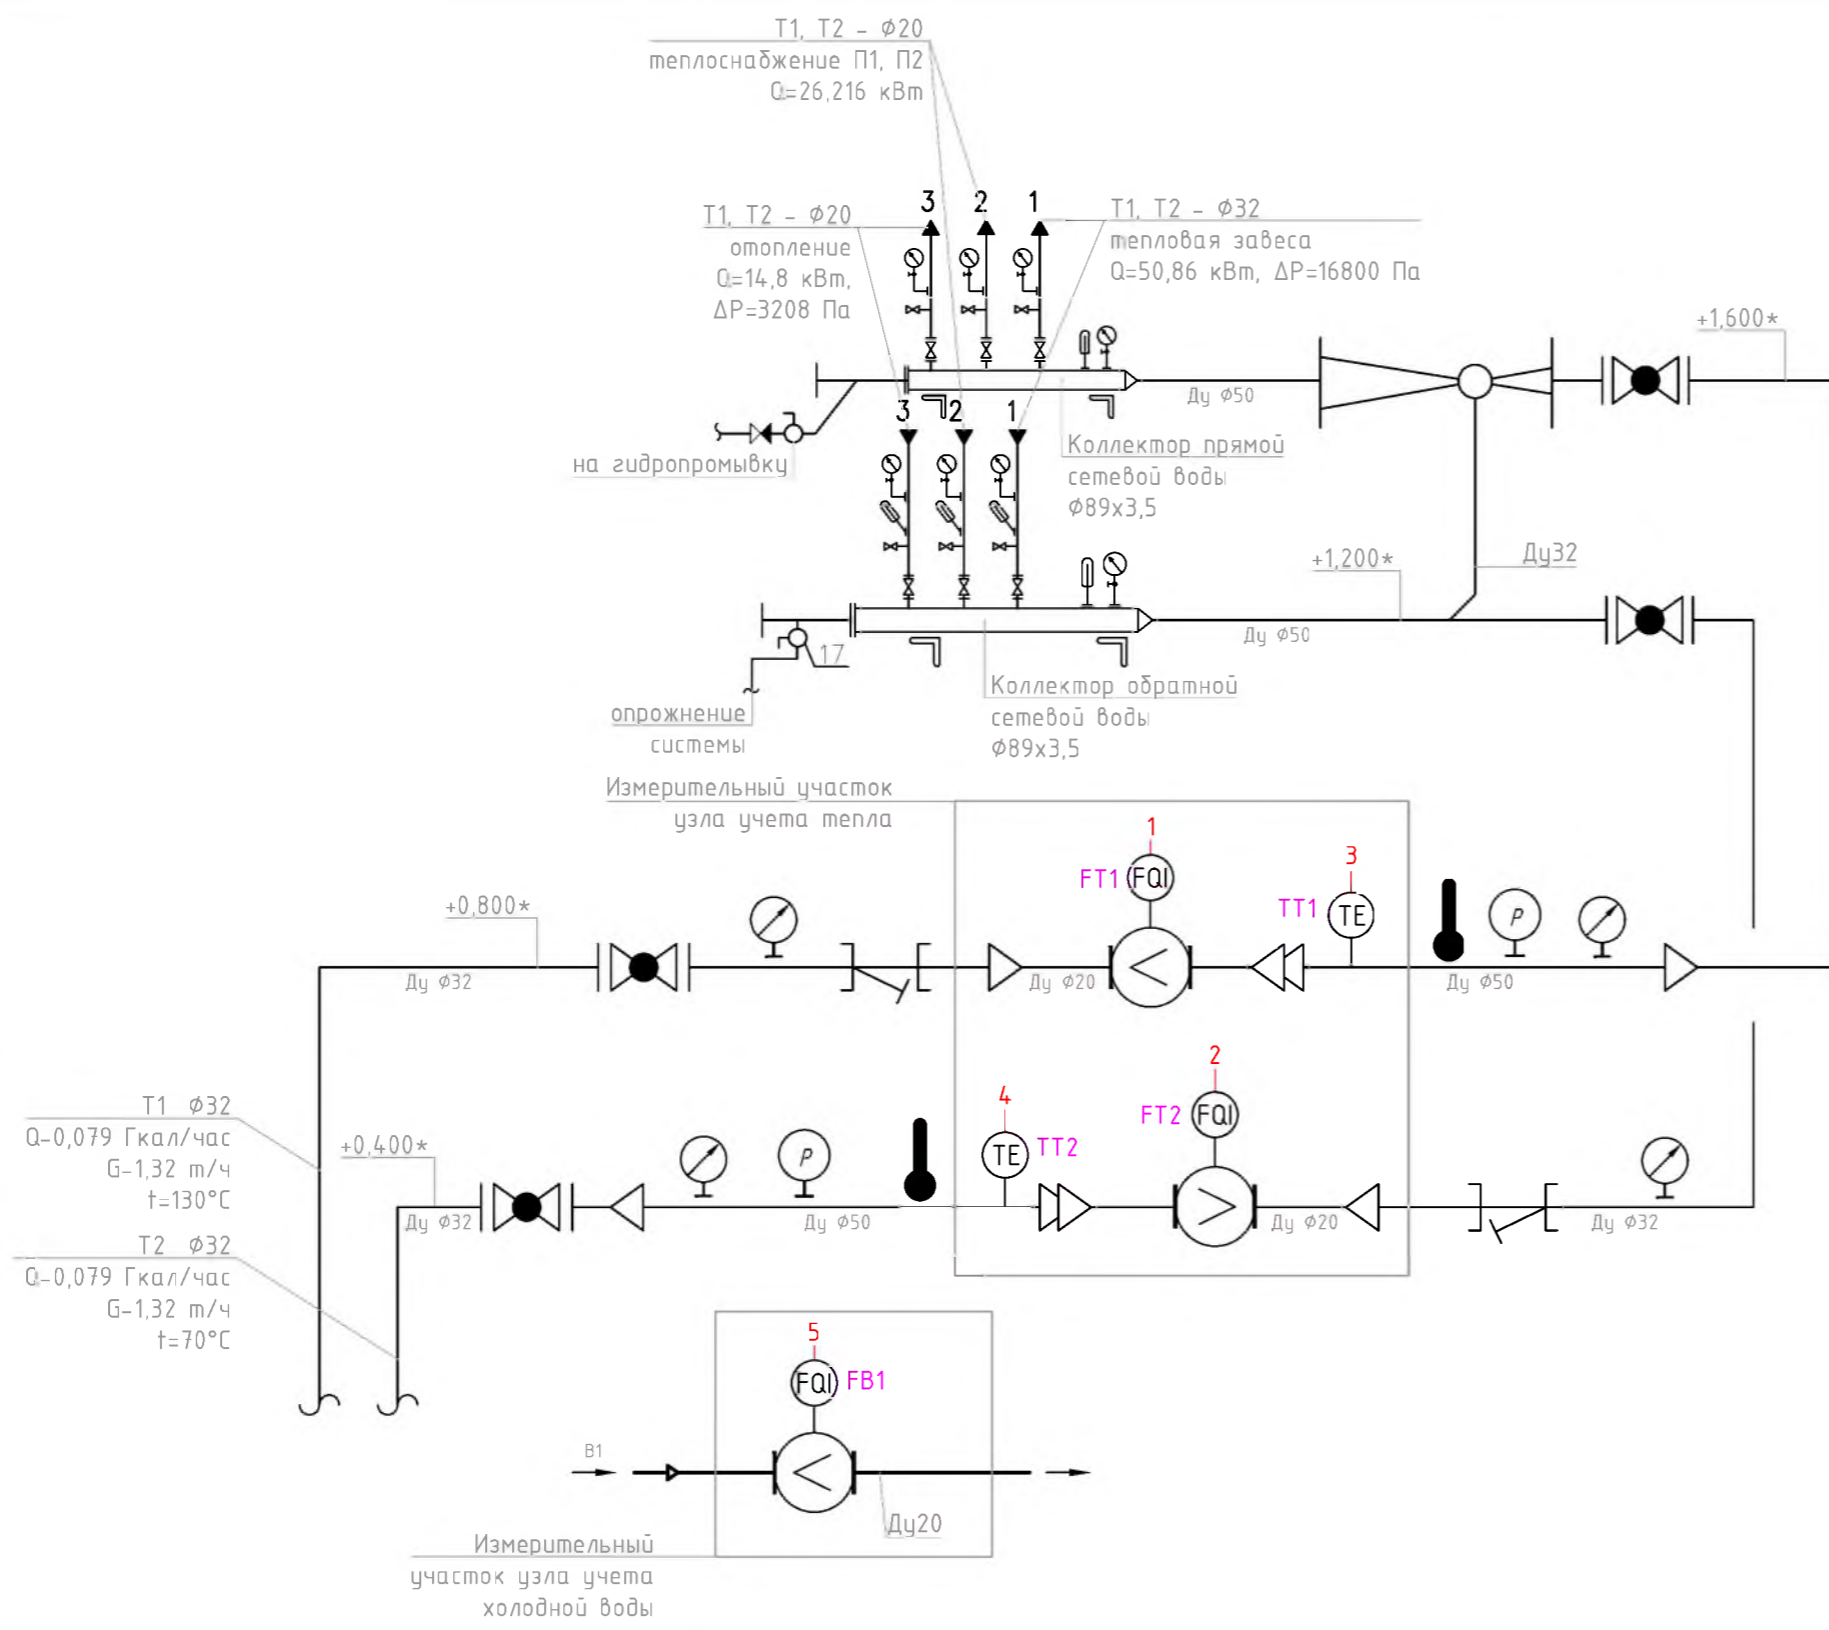 Т1, Т2 - Ф20
теплоснабжение П1, П2
Q=26,216 кВт
3
2
1
Т1, Т2 - Ф20
отопление
Q=14,8 кВт,
ΔP=3208 Па
Т1, Т2 - Ф32
тепловая завеса
Q=50,86 кВт, ΔP=16800 Па
+1,600*
Ду Ф50
3
2
1
на гидропромывку
Коллектор прямой
сетевой воды
Ф89х3,5
+1,200*
Ду32
Ду Ф50
17
опрожнение
системы
Коллектор обратной
сетевой воды
Ф89х3,5
Измерительный участок
узла учета тепла
1
FT1
FQI
3
TT1
TE
P
+0,800*
Ду Ф32
Ду Ф20
Ду Ф50
2
FT2
FQI
4
TE
TT2
P
+0,400*
Ду Ф32
Ду Ф50
Ду Ф20
Ду Ф32
Т1 Ф32
Q-0,079 Гкал/час
G-1,32 т/ч
t=130°C
Т2 Ф32
Q-0,079 Гкал/час
G-1,32 т/ч
t=70°C
5
FQI
FB1
В1
Ду20
Измерительный
участок узла учета
холодной воды